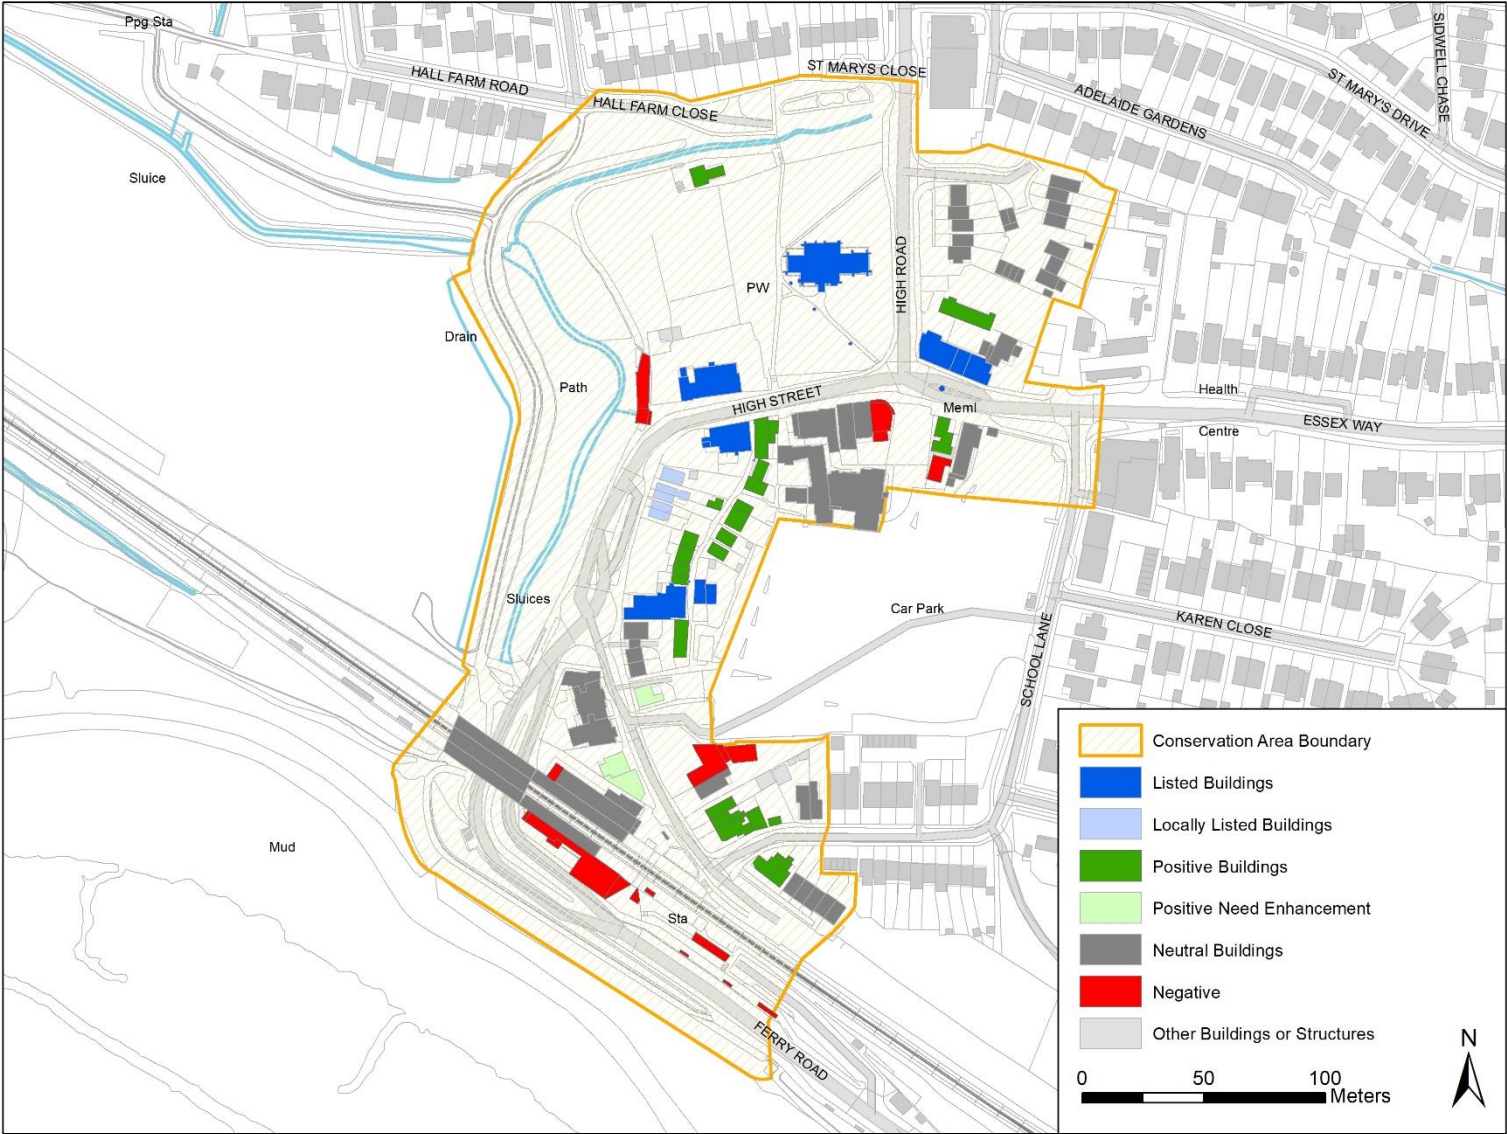 Ppg Sta
SIDWELL CHASE
ST MARYS CLOSE
HALL FARM ROAD
ST MARY'S DRIVE
HALL FARM CLOSE
ADELAIDE GARDENS
Sluice
HIGH ROAD
PW
Drain
Path
Health
HIGH STREET
Meml
ESSEX WAY
Centre
Sluices
Car Park
KAREN CLOSE
SCHOOL LANE
Mud
Sta
FERRY ROAD
Conservation Area Boundary
Listed Buildings
Locally Listed Buildings
Positive Buildings
Positive Need Enhancement
Neutral Buildings
Negative
Other Buildings or Structures
N
0 50 100
Meters